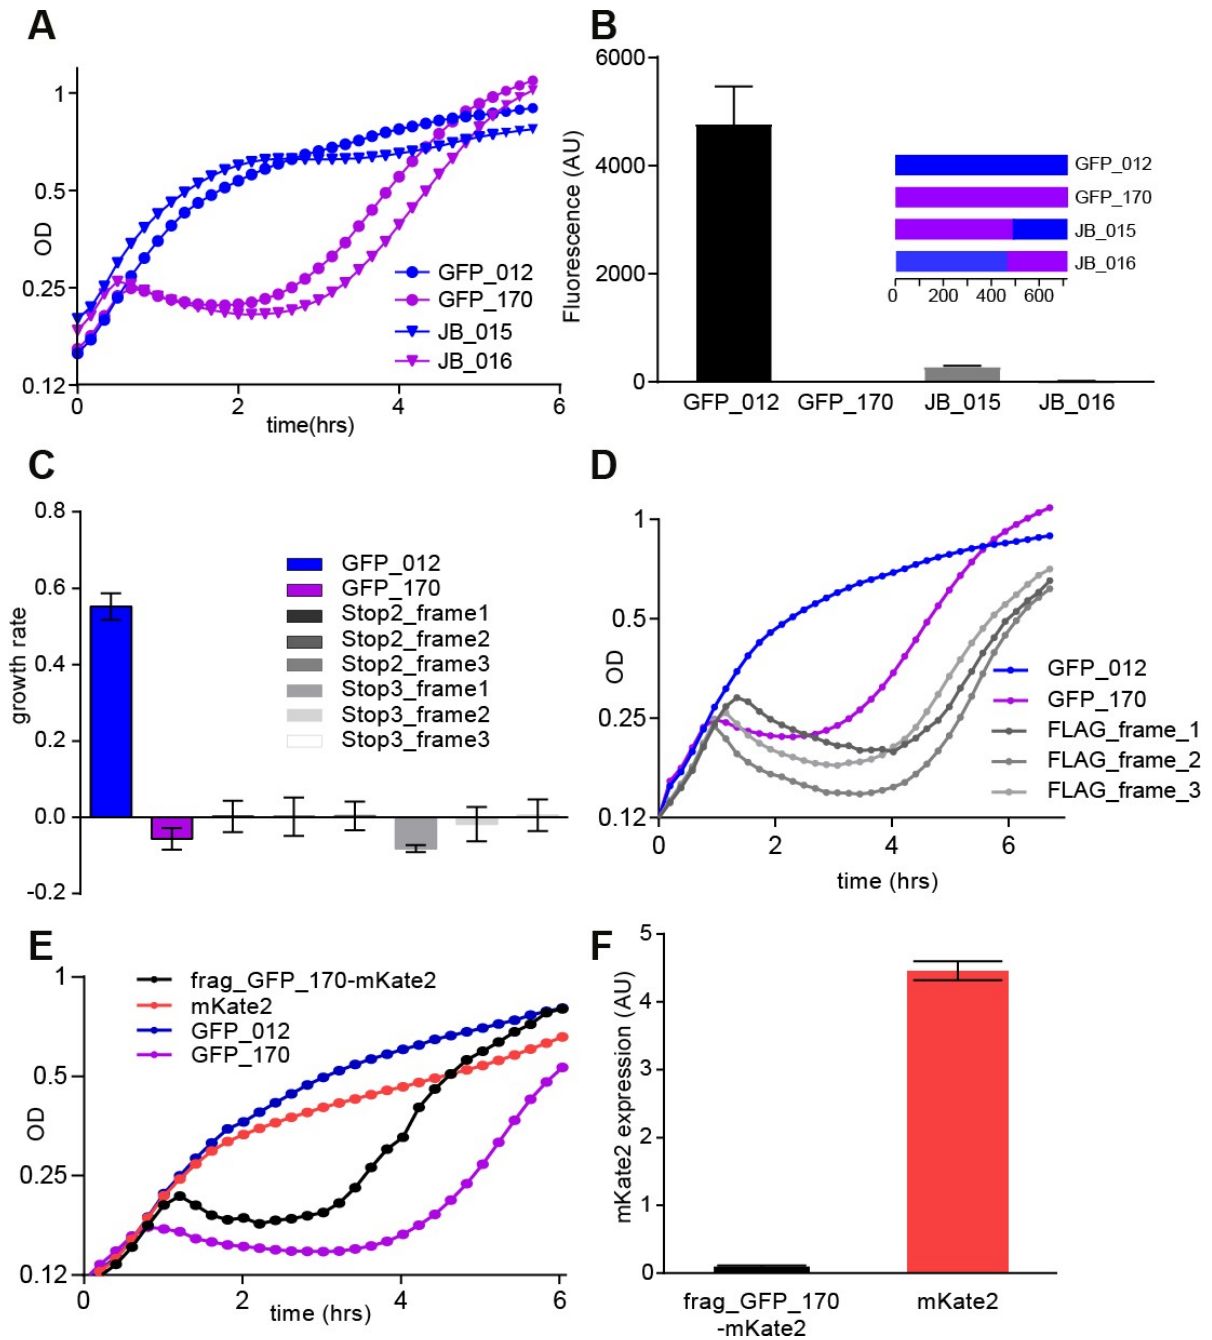 A
1
0.5
0.25
0.12
OD
0
2
4
6
time(hrs)
GFP_012
GFP_170
JB_015
JB_016
B
6000
4000
2000
0
Fluorescence (AU)
GFP_012
GFP_170
JB_015
JB_016
0 200 400 600
GFP_012 GFP_170 JB_015 JB_016
C
0.8
0.6
0.4
0.2
0.0
-0.2
growth rate
GFP_012
GFP_170
Stop2_frame1
Stop2_frame2
Stop2_frame3
Stop3_frame1
Stop3_frame2
Stop3_frame3
D
1
0.5
0.25
0.12
OD
0 2 4 6
time (hrs)
GFP_012
GFP_170
FLAG_frame_1
FLAG_frame_2
FLAG_frame_3
E
1
0.5
0.25
0.12
OD
0 2 4 6
time (hrs)
frag_GFP_170-mKate2
mKate2
GFP_012
GFP_170
F
5
4
3
2
1
0
mKate2 expression (AU)
frag_GFP_170
-mKate2
mKate2